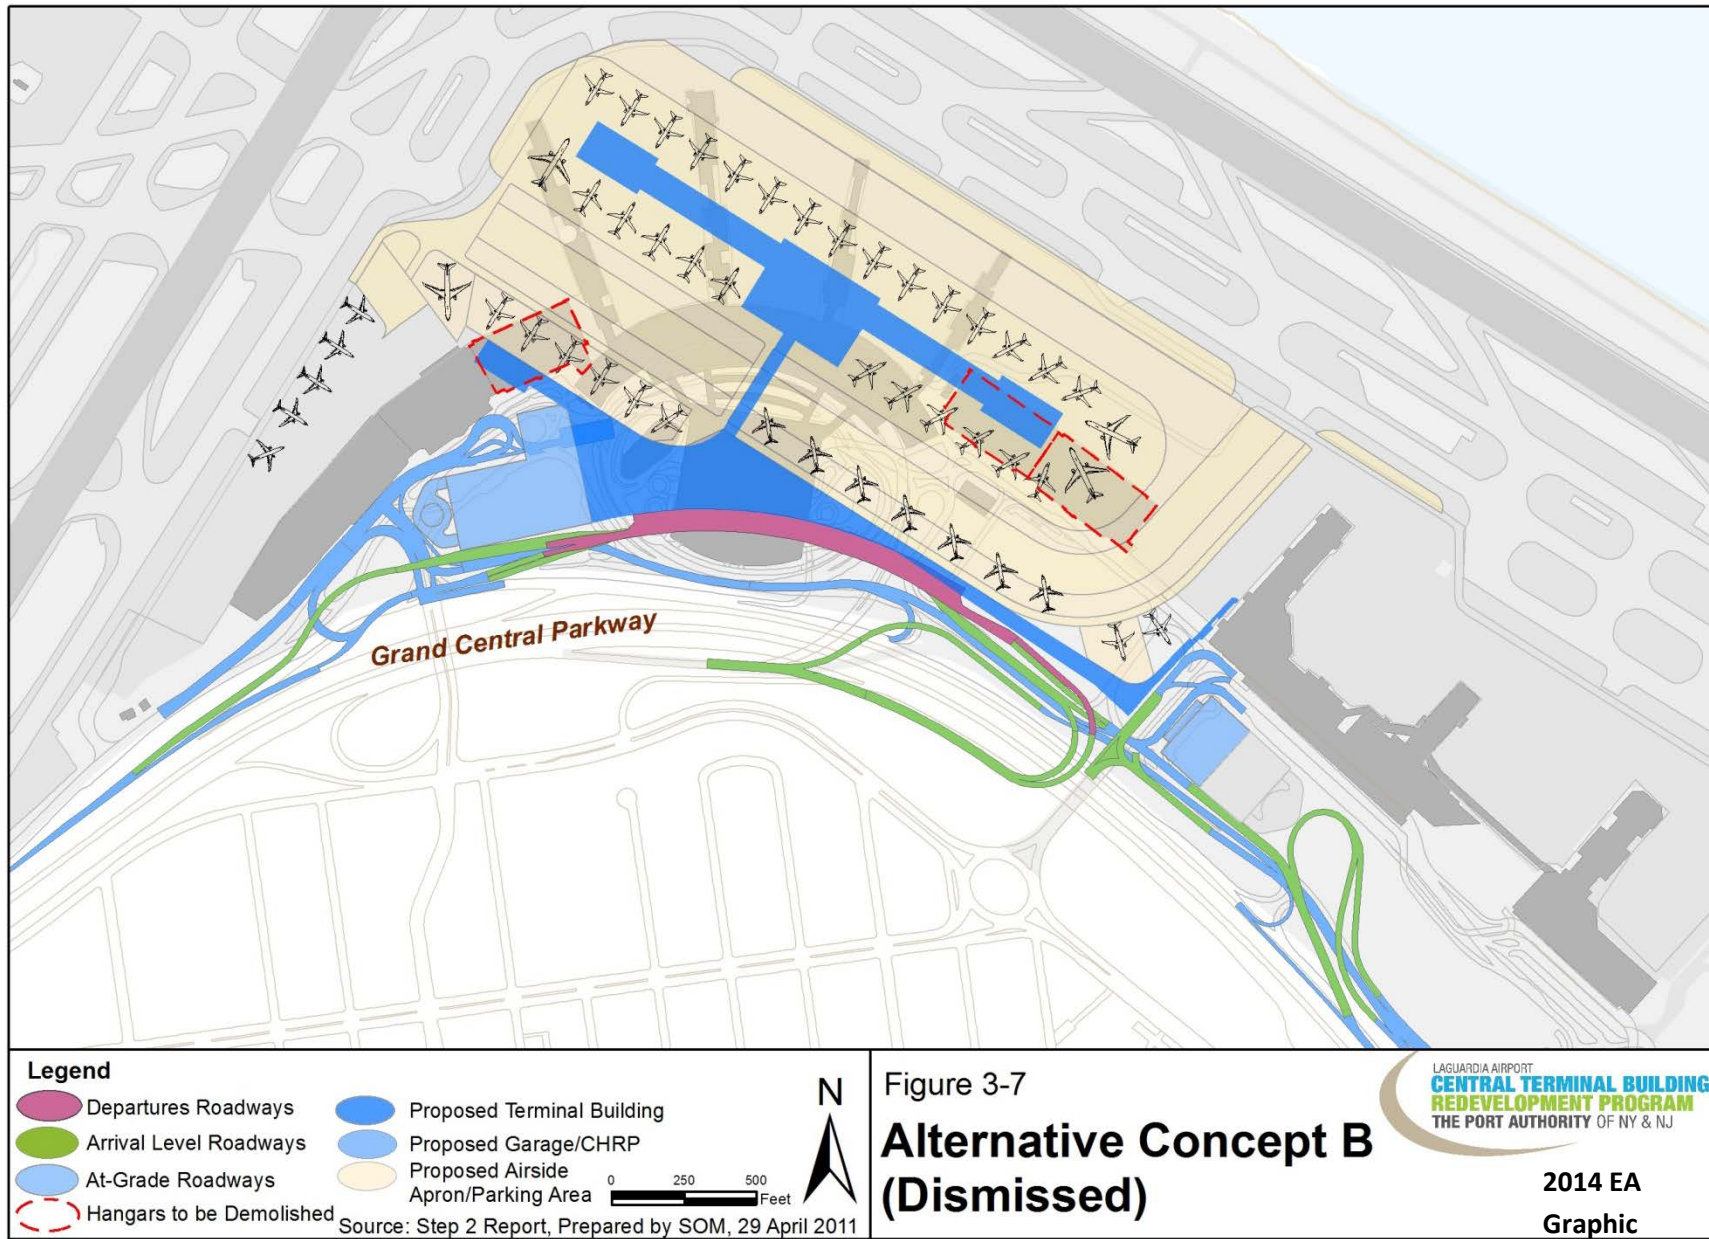 Grand Central Parkway
Legend
Departures Roadways
Arrival Level Roadways
At-Grade Roadways
Hangars to be Demolished
Proposed Terminal Building
Proposed Garage/CHRP
Proposed Airside
Apron/Parking Area
0 250 500
Feet
N
Source: Step 2 Report, Prepared by SOM, 29 April 2011
Figure 3-7
Alternative Concept B
(Dismissed)
LAGUARDIA AIRPORT
CENTRAL TERMINAL BUILDING
REDEVELOPMENT PROGRAM
THE PORT AUTHORITY OF NY & NJ
2014 EA
Graphic